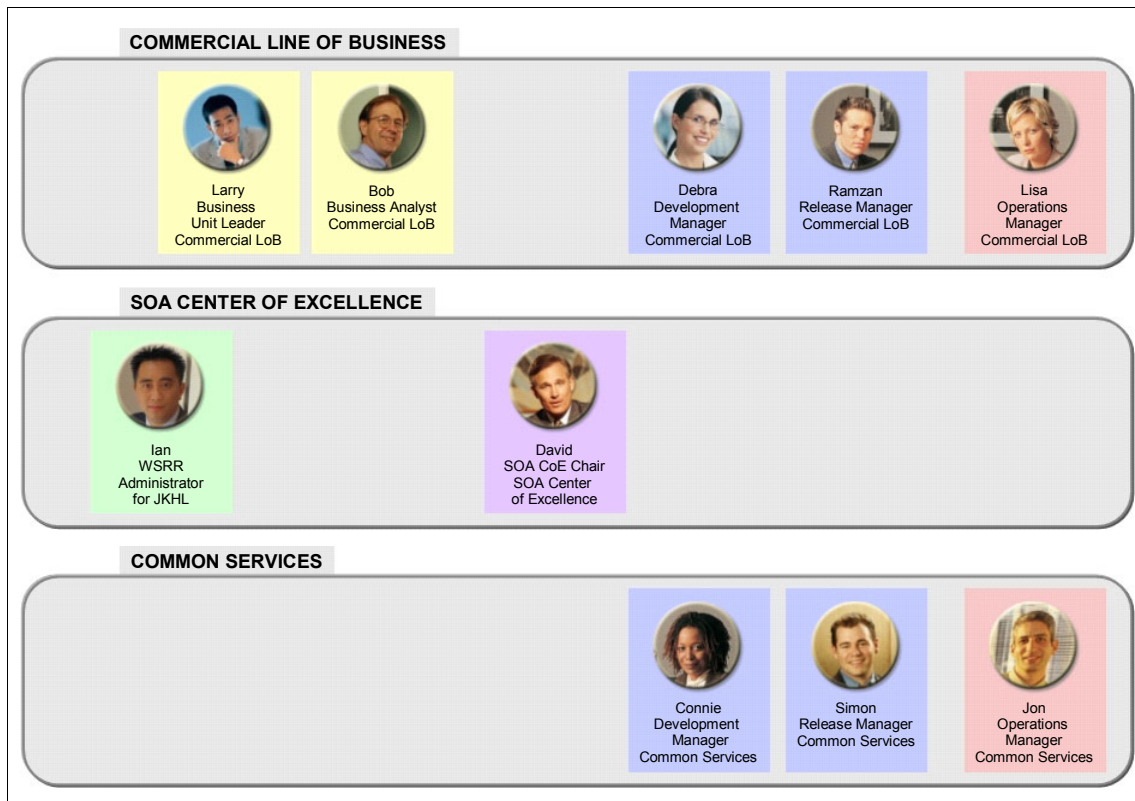 COMMERCIAL LINE OF BUSINESS
Larry
Business
Unit Leader
Commercial LoB
Bob
Business Analyst
Commercial LoB
Debra
Development
Manager
Commercial LoB
Ramzan
Release Manager
Commercial LoB
Lisa
Operations
Manager
Commercial LoB
SOA CENTER OF EXCELLENCE
Ian
WSRR
Administrator
for JKHL
David
SOA CoE Chair
SOA Center
of Excellence
COMMON SERVICES
Connie
Development
Manager
Common Services
Simon
Release Manager
Common Services
Jon
Operations
Manager
Common Services